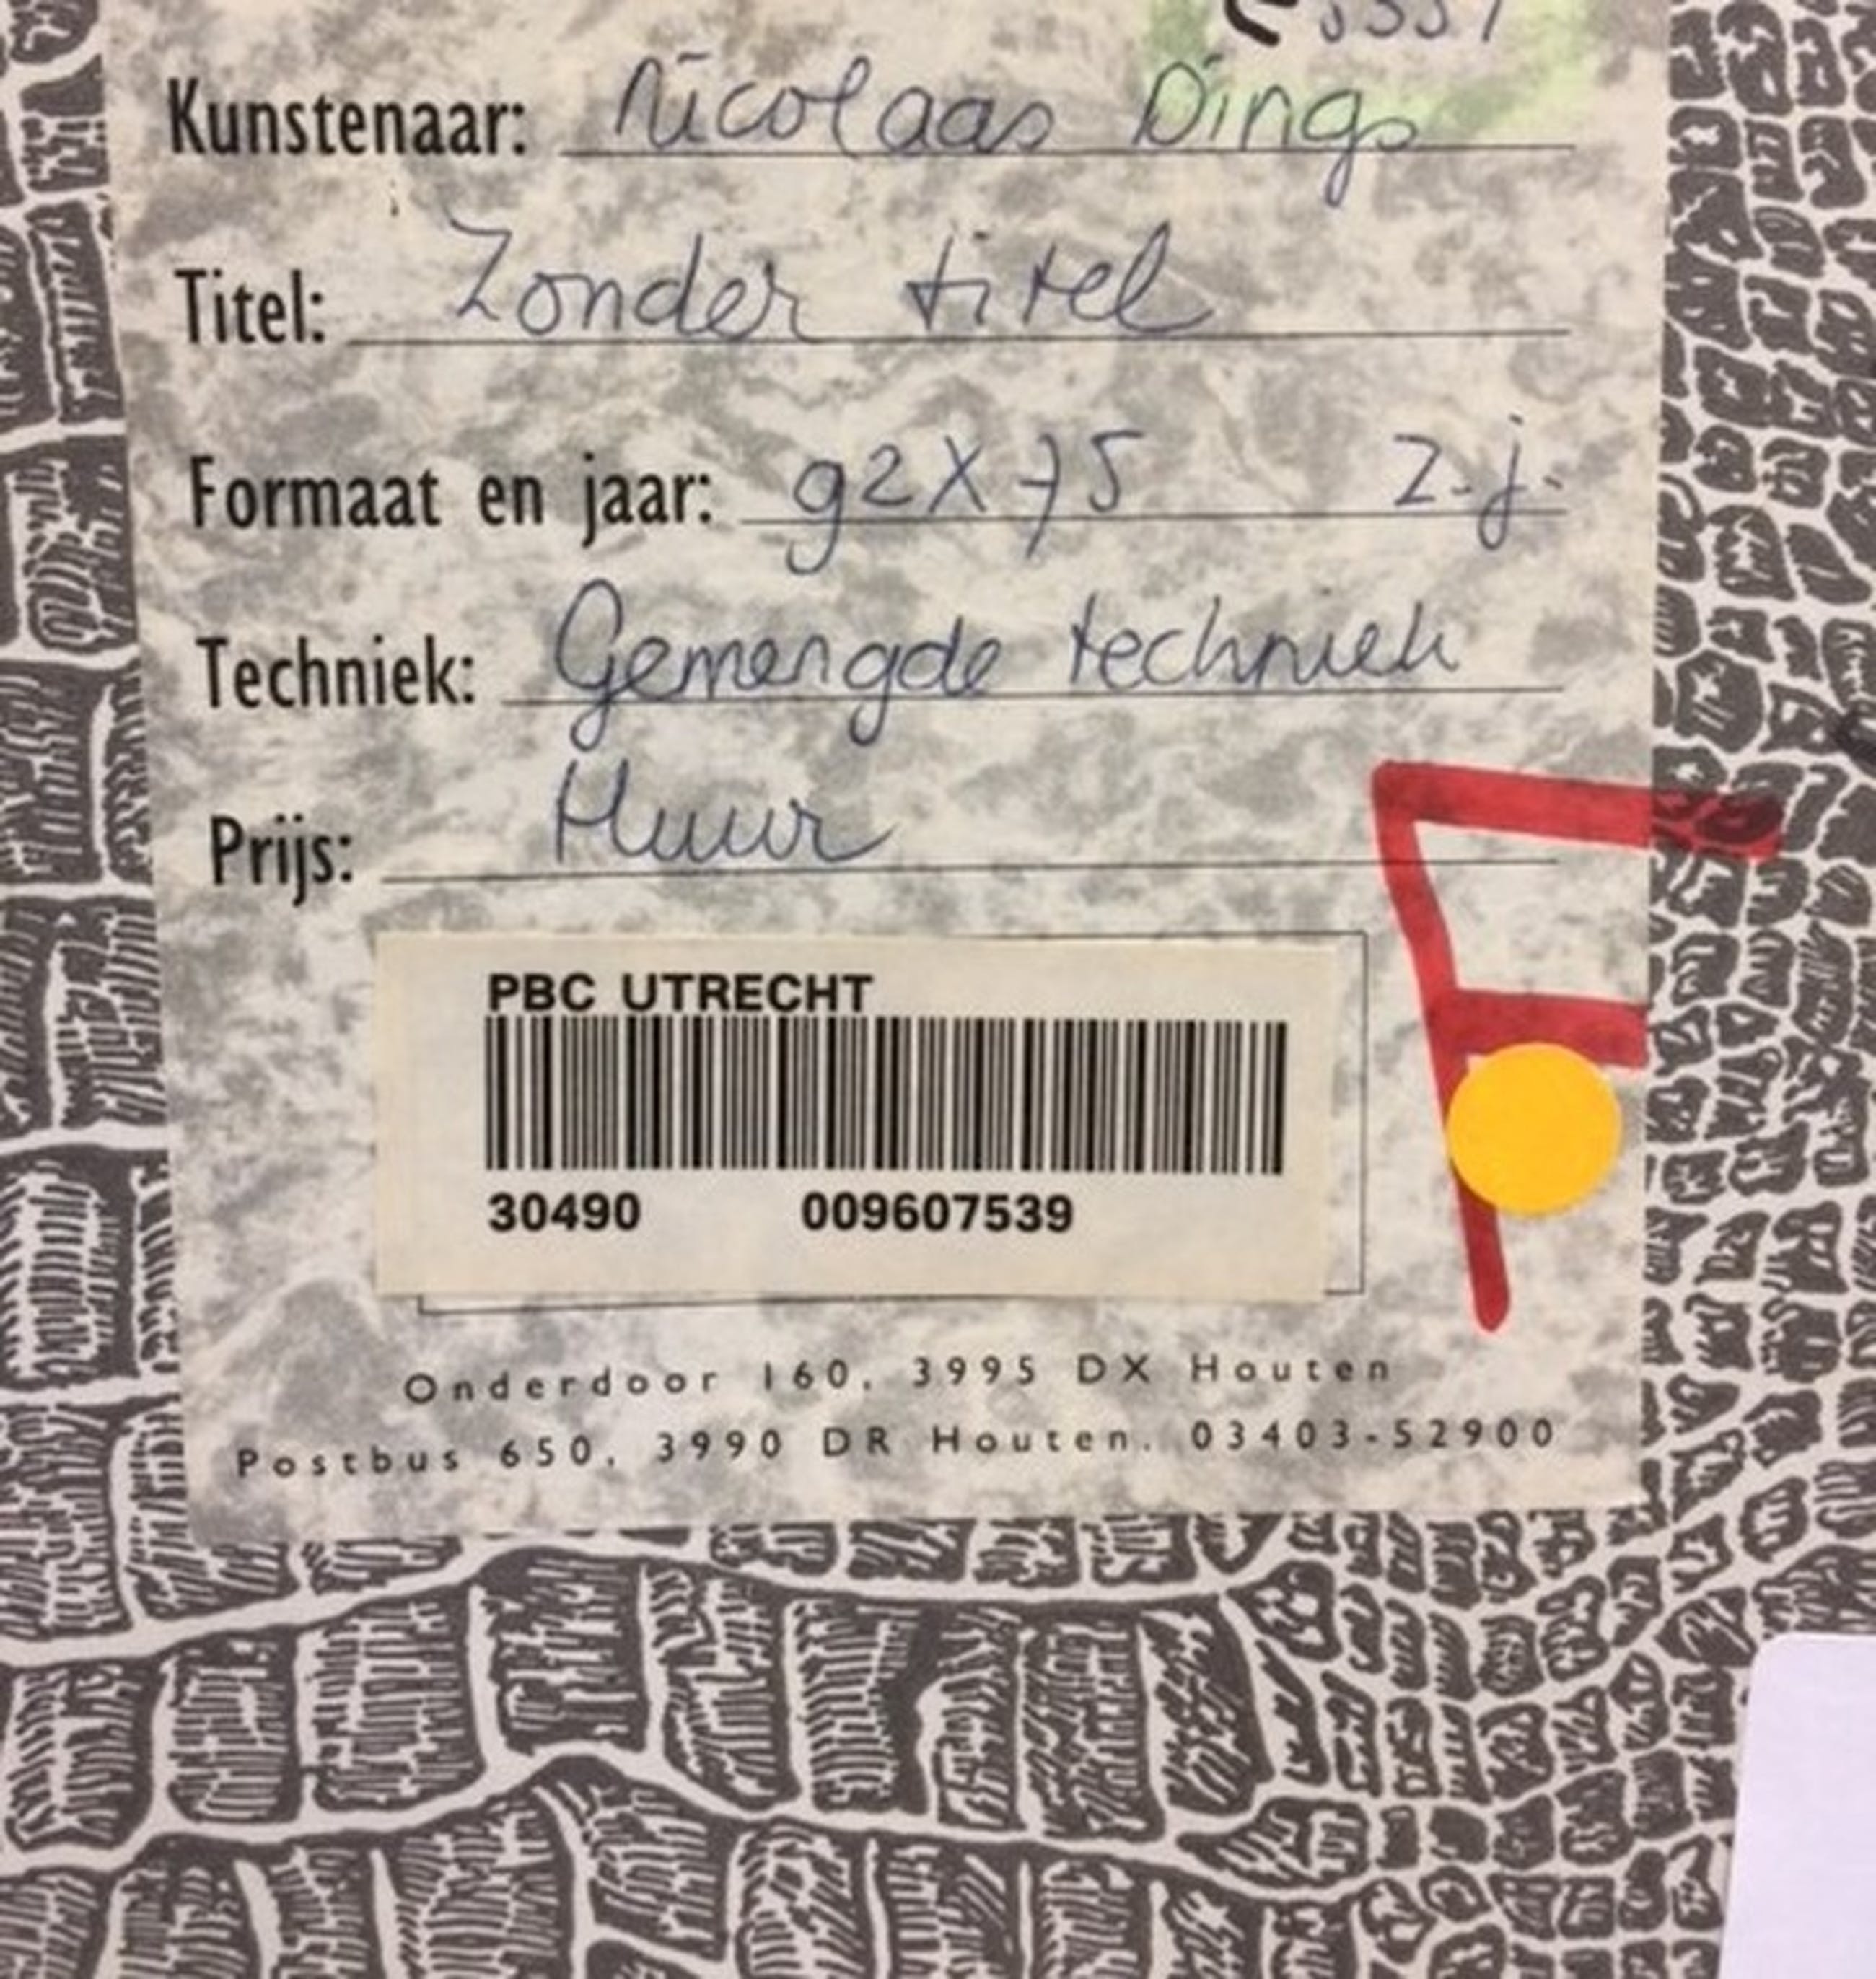 Kunstenaar: Nicolaas Dings
Titel: Zonder titel
Formaat en jaar: 92X75 z.j.
Techniek: Gemengde techniek
Prijs: Huur
F
PBC UTRECHT
30490 009607539
Onderdoor 160, 3995 DX Houten
Postbus 650, 3990 DR Houten. 03403-52900